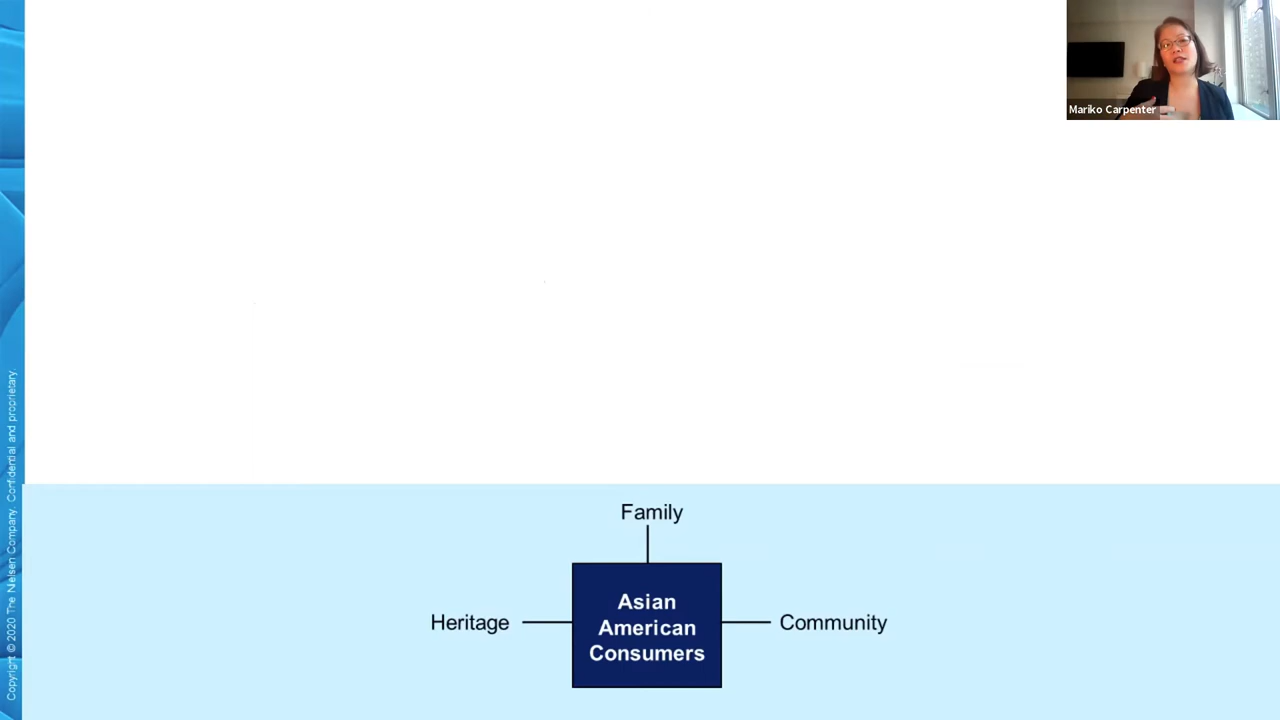 Mariko Carpenter
Family
Heritage
Asian
American
Consumers
Community
Copyright © 2020 The Nielsen Company. Confidential and proprietary.